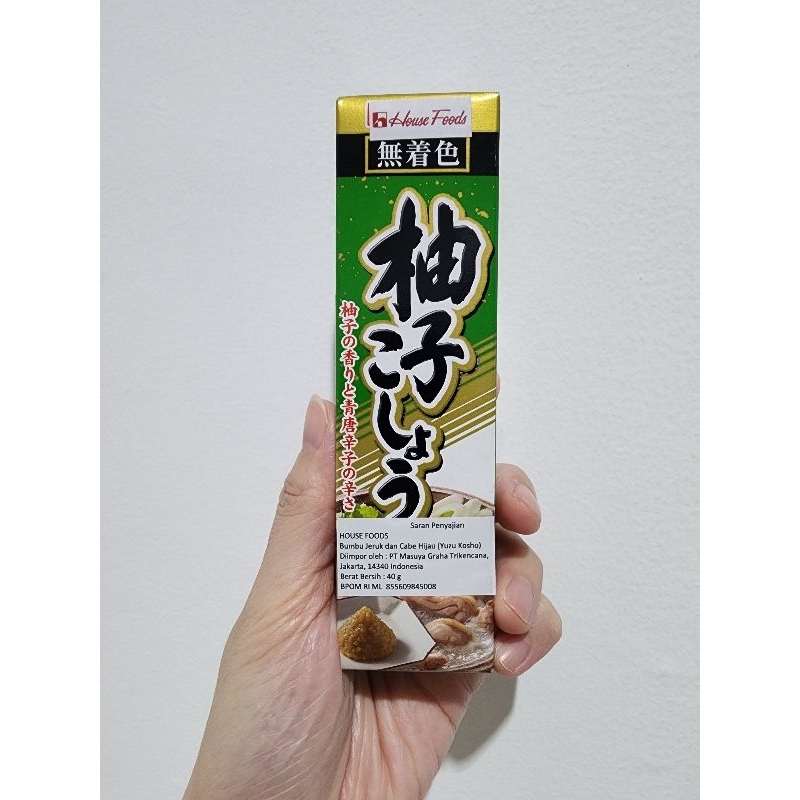 House Foods
無着色
柚子こしょう
柚子の香りと青唐辛子の辛さ
Saran Penyajian
HOUSE FOODS
Bumbu Jeruk dan Cabe Hijau (Yuzu Kosho)
Diimpor oleh : PT Masuya Graha Trikencana,
Jakarta, 14340 Indonesia
Berat Bersih : 40 g
BPOM RI ML 855609845008